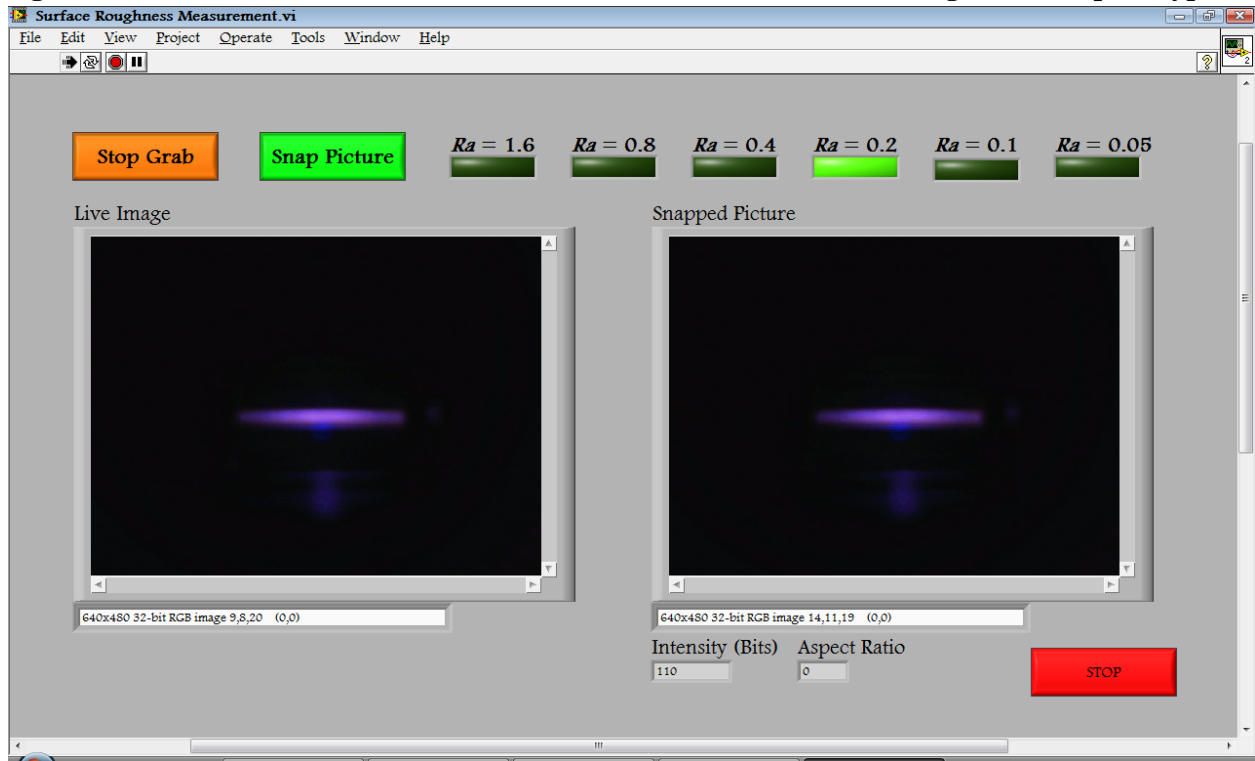 Surface Roughness Measurement.vi
File Edit View Project Operate Tools Window Help
2
Stop Grab Snap Picture Ra = 1.6 Ra = 0.8 Ra = 0.4 Ra = 0.2 Ra = 0.1 Ra = 0.05
Live Image Snapped Picture
640x480 32-bit RGB image 9,8,20 (0,0) 640x480 32-bit RGB image 14,11,19 (0,0)
Intensity (Bits) Aspect Ratio
110 0 STOP